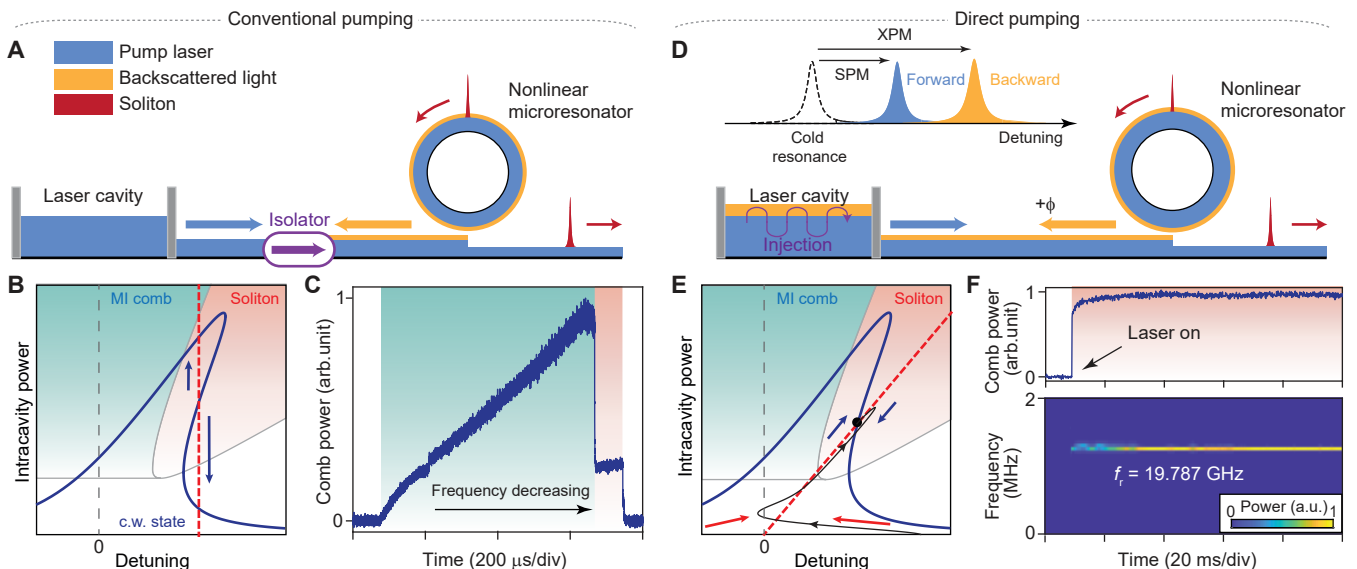 Conventional pumping
A
Pump laser
Backscattered light
Soliton
Nonlinear
microresonator
Laser cavity
Isolator
B
MI comb
Soliton
Intracavity power
c.w. state
0
Detuning
C
1
Comb power (arb.unit)
0
Frequency decreasing
Time (200 μs/div)
Direct pumping
D
XPM
SPM
Forward
Backward
Cold
resonance
Detuning
Nonlinear
microresonator
Laser cavity
Injection
+ϕ
E
MI comb
Soliton
Intracavity power
0
Detuning
F
1
Comb power
(arb.unit)
0
Laser on
2
Frequency
(MHz)
0
fr = 19.787 GHz
0 Power (a.u.) 1
Time (20 ms/div)